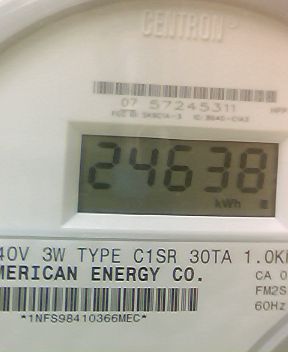 CENTRON®
07 57245311
24638
kWh
40V 3W TYPE C1SR 30TA 1.0K
MERICAN ENERGY CO.
CA 0
FM2S
60Hz
*1NFS98410366MEC*